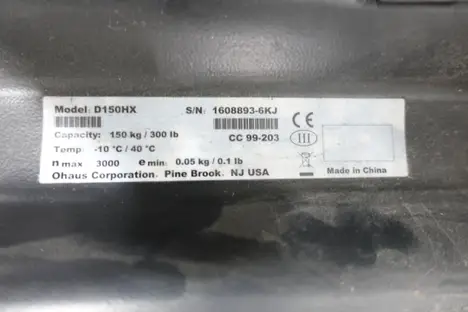 Model: D150HX S/N: 1608893-6KJ
Capacity: 150 kg / 300 lb CC 99-203 III
Temp: -10 °C / 40 °C
n max 3000 e min: 0.05 kg / 0.1 lb
Ohaus Corporation, Pine Brook, NJ USA Made in China